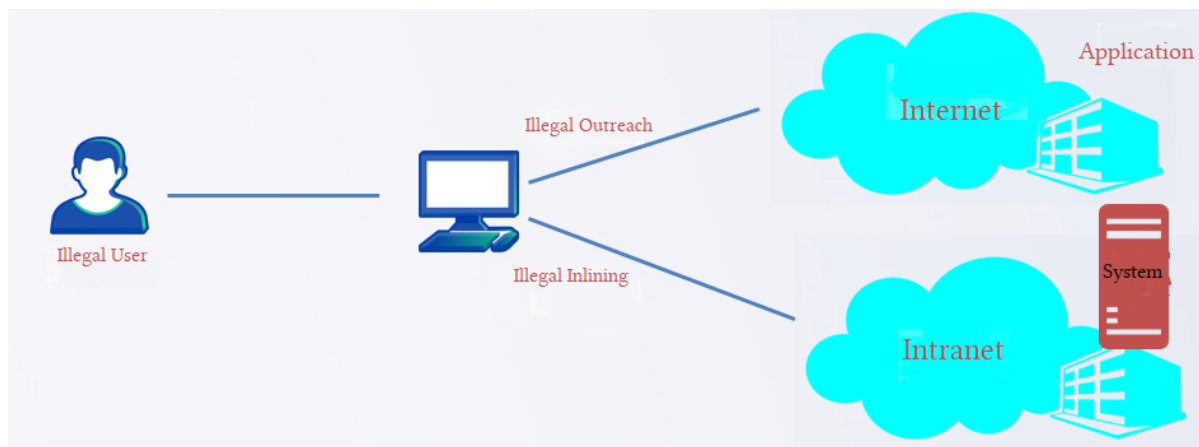 Application
Internet
Illegal Outreach
Illegal User
Illegal Inlining
System
Intranet